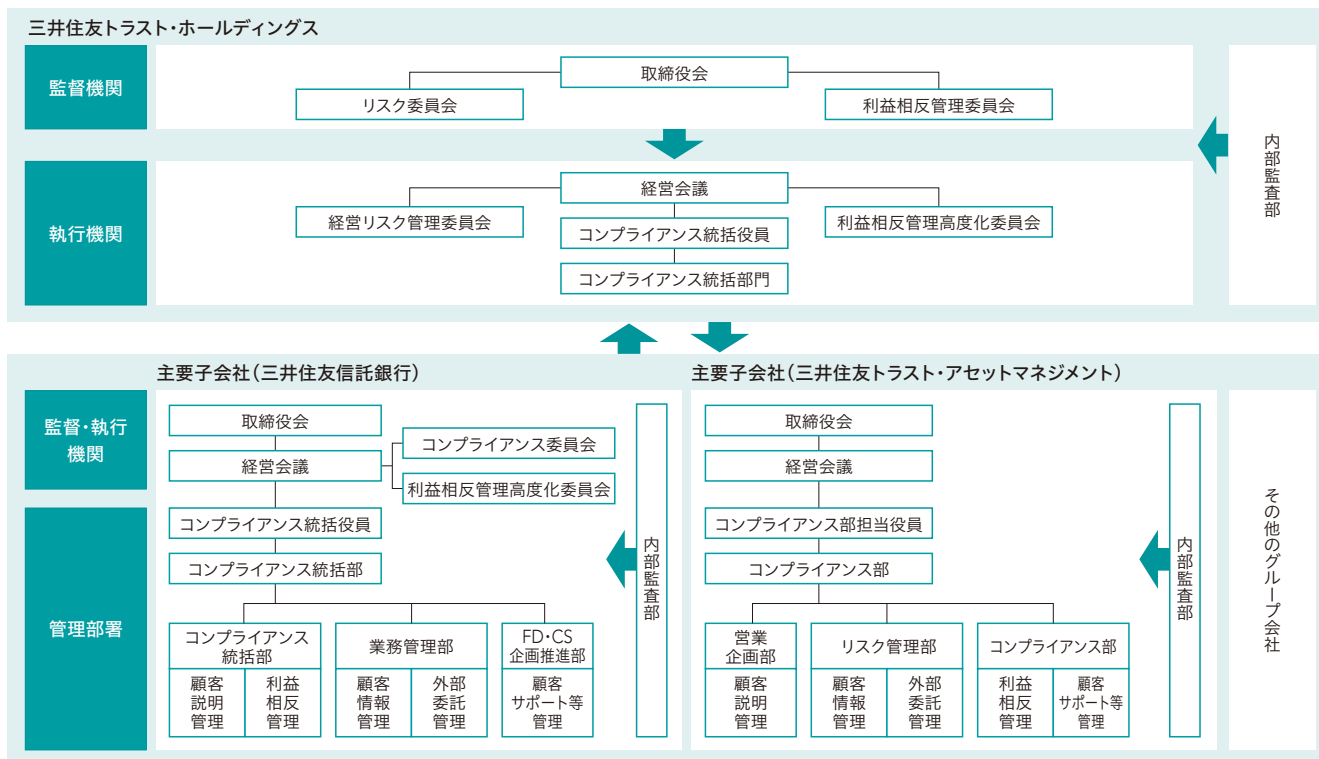 三井住友トラスト・ホールディングス
監督機関
取締役会
リスク委員会
利益相反管理委員会
内部監査部
執行機関
経営会議
経営リスク管理委員会
利益相反管理高度化委員会
コンプライアンス統括役員
コンプライアンス統括部門
主要子会社（三井住友信託銀行）
監督・執行
機関
取締役会
経営会議
コンプライアンス委員会
利益相反管理高度化委員会
管理部署
コンプライアンス統括役員
コンプライアンス統括部
コンプライアンス
統括部
顧客
説明
管理
利益
相反
管理
業務管理部
顧客
情報
管理
外部
委託
管理
FD・CS
企画推進部
顧客
サポート等
管理
内部監査部
主要子会社（三井住友トラスト・アセットマネジメント）
取締役会
経営会議
コンプライアンス部担当役員
コンプライアンス部
営業
企画部
顧客
説明
管理
リスク管理部
顧客
情報
管理
外部
委託
管理
コンプライアンス部
利益
相反
管理
顧客
サポート等
管理
内部監査部
その他のグループ会社